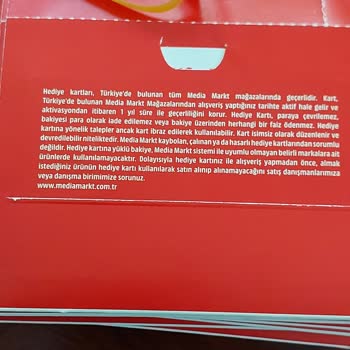 Hediye kartları, Türkiye'de bulunan tüm Media Markt mağazalarında geçerlidir. Kart,
Türkiye'de bulunan Media Markt Mağazalarından alışveriş yaptığınız tarihte aktif hale gelir ve
aktivasyondan itibaren 1 yıl süre ile geçerliliğini korur. Hediye Kartı, paraya çevrilemez,
bakiyesi para olarak iade edilemez veya bakiye üzerinden herhangi bir faiz ödenmez. Hediye
kartına yönelik talepler ancak kart ibraz edilerek kullanılabilir. Kart isimsiz olarak düzenlenir ve
devredilebilir niteliktedir. Media Markt kaybolan, çalınan ya da hasarlı hediye kartlarından sorumlu
değildir. Hediye kartına yüklü bakiye, Media Markt sistemi ile uyumlu olmayan belirli markalara ait
ürünlerde kullanılamayacaktır. Dolayısıyla hediye kartınız ile alışveriş yapmadan önce, almak
istediğiniz ürünün hediye kartı kullanılarak satın alınıp alınamayacağını satış danışmanlarımıza
veya danışma birimimize sorunuz.
www.mediamarkt.com.tr